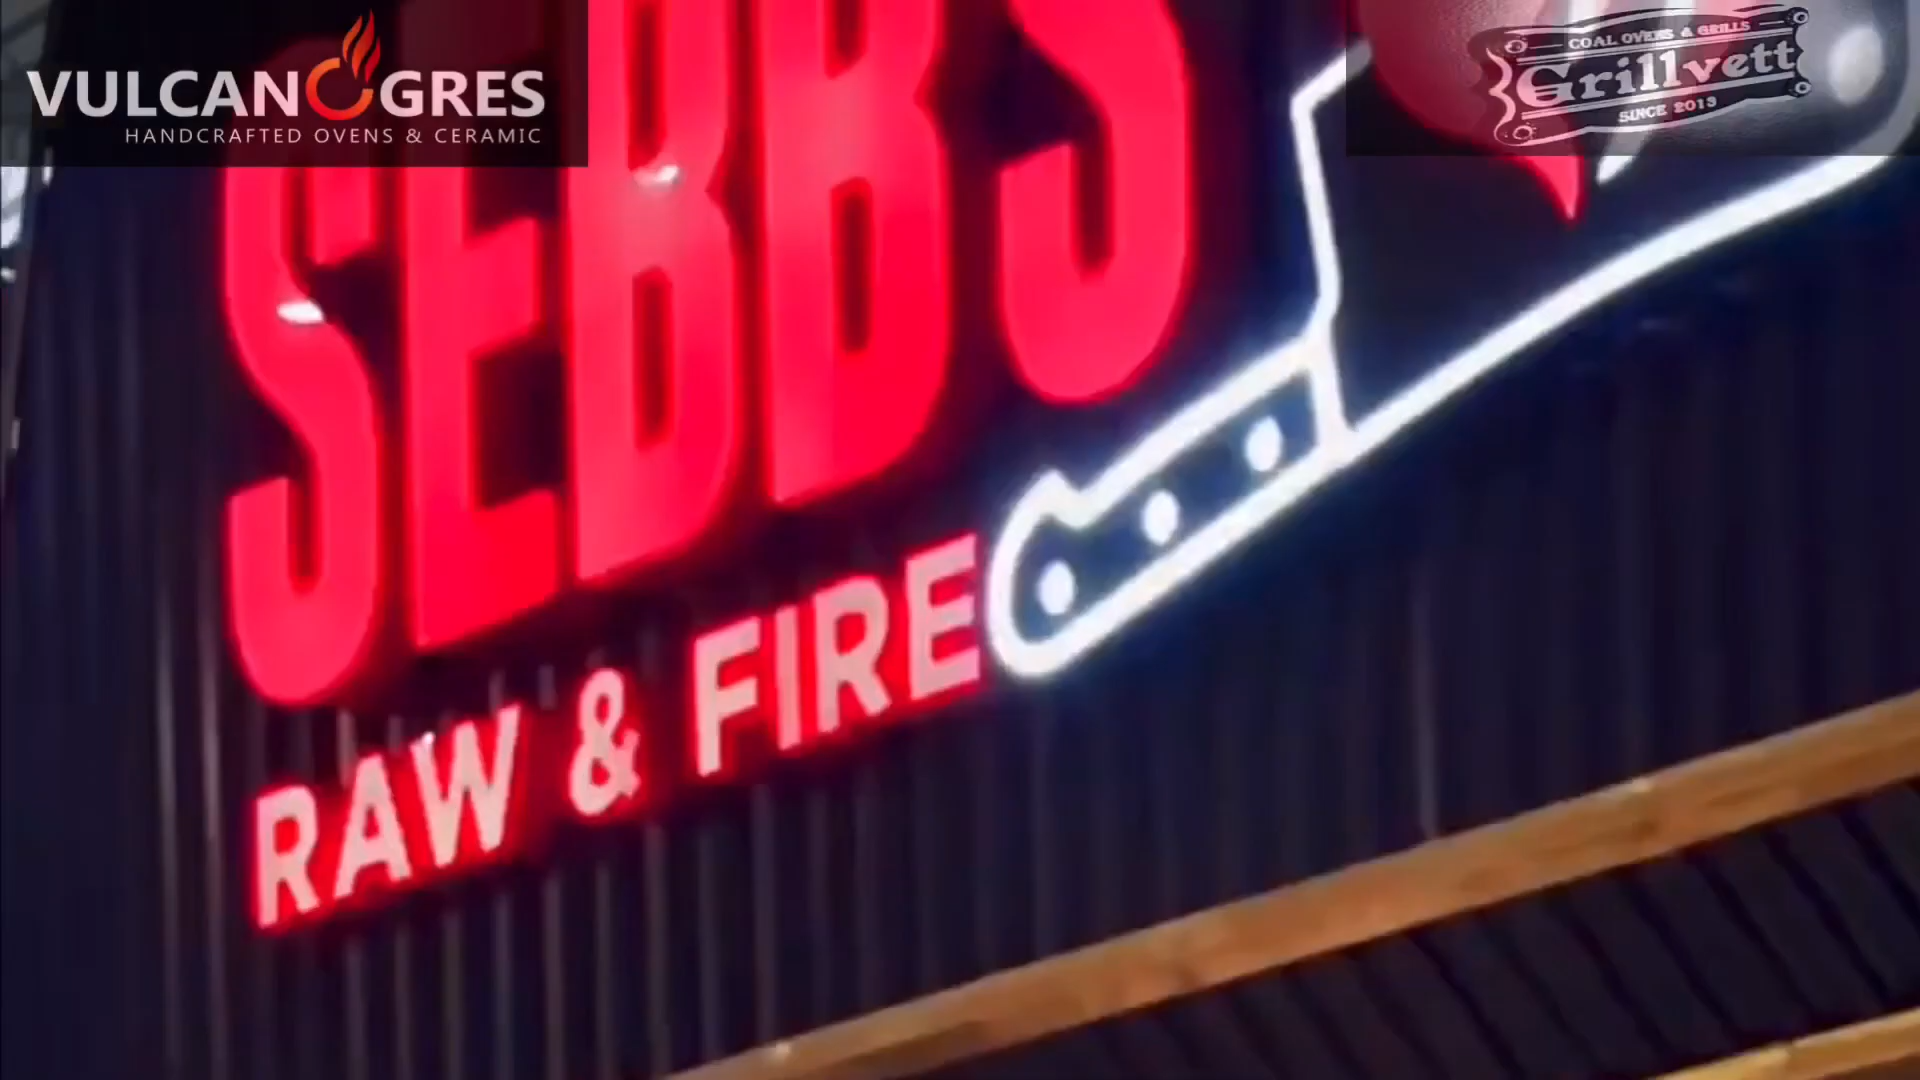 VULCANOGRES
HANDCRAFTED OVENS & CERAMIC
COAL OVENS & GRILLS
Grillvett
SINCE 2013
SEBBS
RAW & FIRE